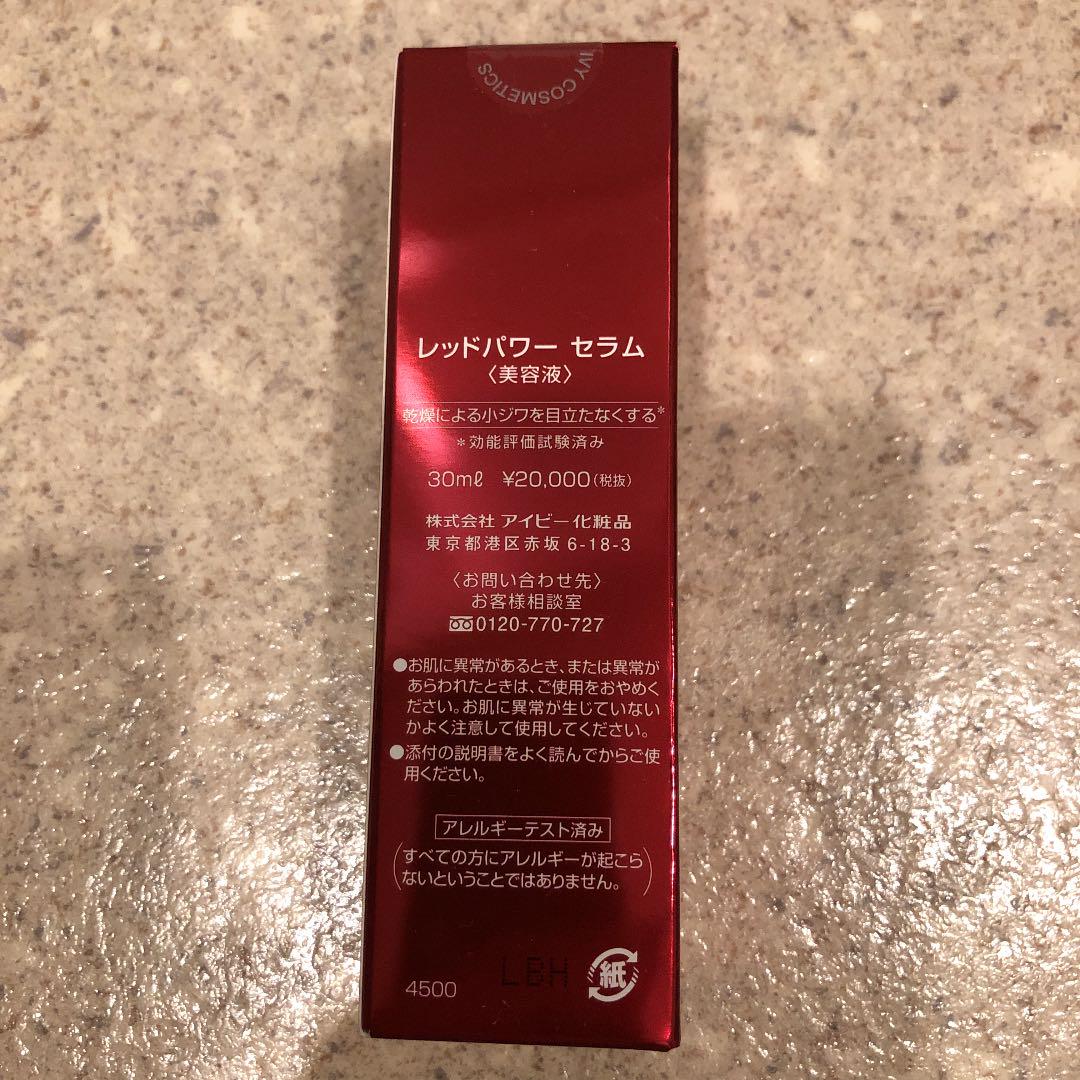 IVY COSMETICS
レッドパワー セラム
〈美容液〉
乾燥による小ジワを目立たなくする*
*効能評価試験済み
30mℓ ¥20,000(税抜)
株式会社 アイビー化粧品
東京都港区赤坂 6-18-3
〈お問い合わせ先〉
お客様相談室
0120-770-727
●お肌に異常があるとき、または異常が
あらわれたときは、ご使用をおやめく
ださい。お肌に異常が生じていない
かよく注意して使用してください。
●添付の説明書をよく読んでからご使
用ください。
アレルギーテスト済み
(すべての方にアレルギーが起こら
ないということではありません。)
4500 LBH 紙